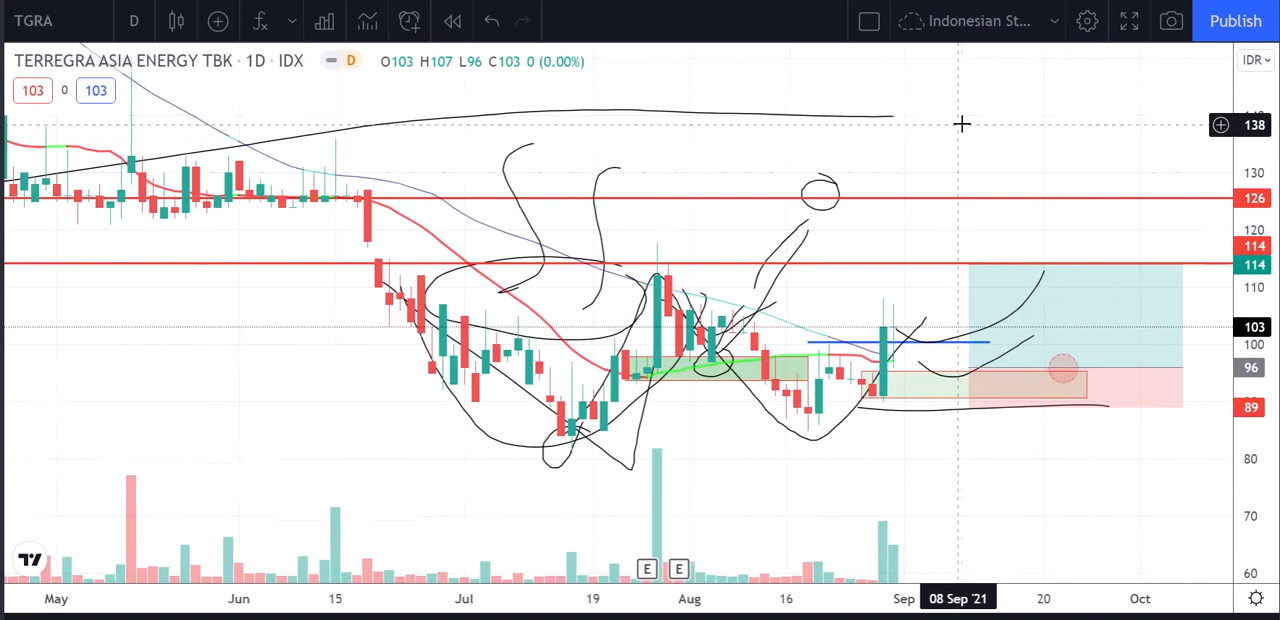 TGRA D Indonesian St... Publish
TERREGRA ASIA ENERGY TBK · 1D · IDX D O103 H107 L96 C103 0 (0.00%) IDR
103 0 103
138
130
126
120
114
114
110
103
100
96
89
80
70
60
E E
May Jun 15 Jul 19 Aug 16 Sep 08 Sep '21 20 Oct